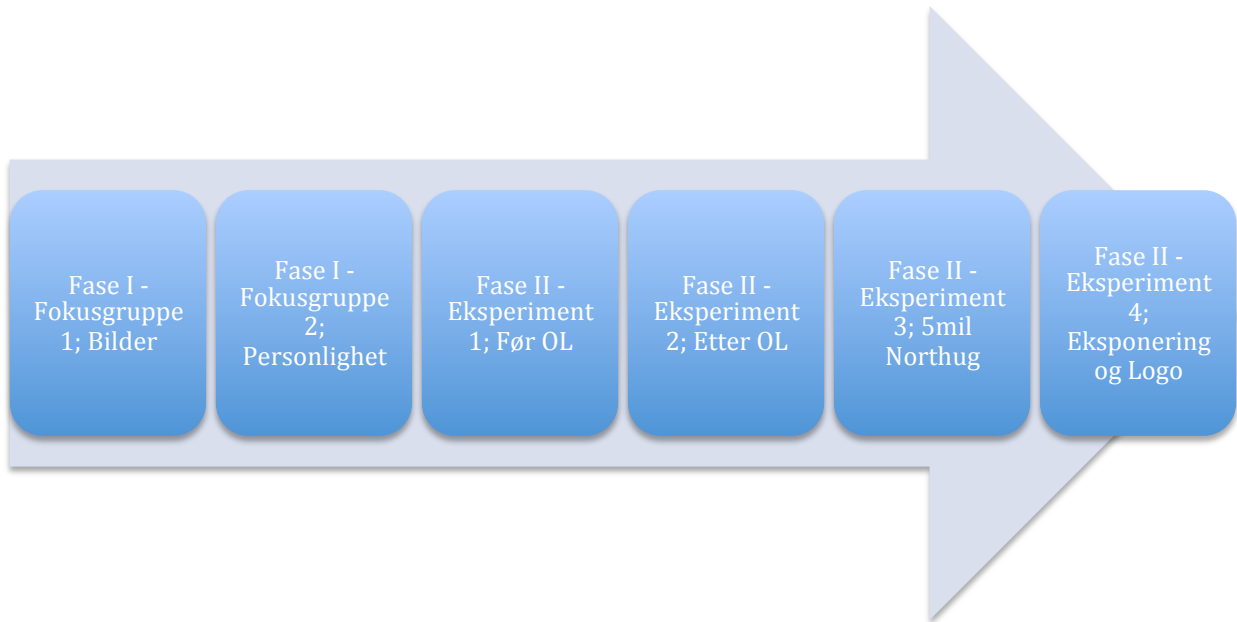 Fase I -
Fokusgruppe
1; Bilder
Fase I -
Fokusgruppe
2;
Personlighet
Fase II -
Eksperiment
1; Før OL
Fase II -
Eksperiment
2; Etter OL
Fase II -
Eksperiment
3; 5mil
Northug
Fase II -
Eksperiment
4;
Eksponering
og Logo